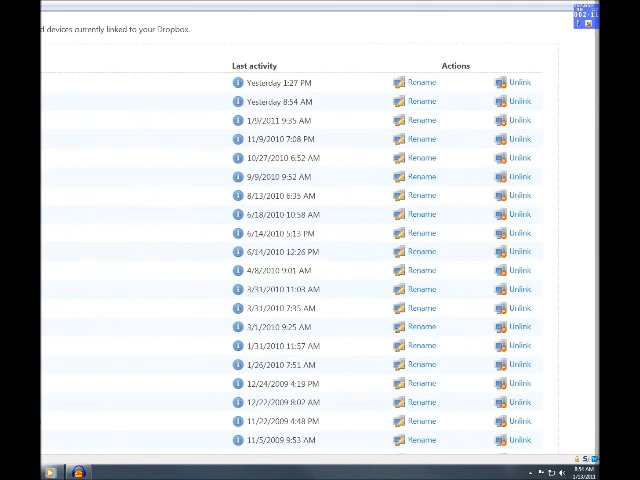 d devices currently linked to your Dropbox.
Last activity Actions
Yesterday 1:27 PM Rename Unlink
Yesterday 8:54 AM Rename Unlink
1/9/2011 9:35 AM Rename Unlink
11/9/2010 7:08 PM Rename Unlink
10/27/2010 6:52 AM Rename Unlink
9/9/2010 9:52 AM Rename Unlink
8/13/2010 6:35 AM Rename Unlink
6/18/2010 10:58 AM Rename Unlink
6/14/2010 5:13 PM Rename Unlink
6/14/2010 12:26 PM Rename Unlink
4/8/2010 9:01 AM Rename Unlink
3/31/2010 11:03 AM Rename Unlink
3/31/2010 7:35 AM Rename Unlink
3/1/2010 9:25 AM Rename Unlink
1/31/2010 11:57 AM Rename Unlink
1/26/2010 7:51 AM Rename Unlink
12/24/2009 4:19 PM Rename Unlink
12/22/2009 8:02 AM Rename Unlink
11/22/2009 4:48 PM Rename Unlink
11/5/2009 9:53 AM Rename Unlink
8:54 AM
1/13/2011